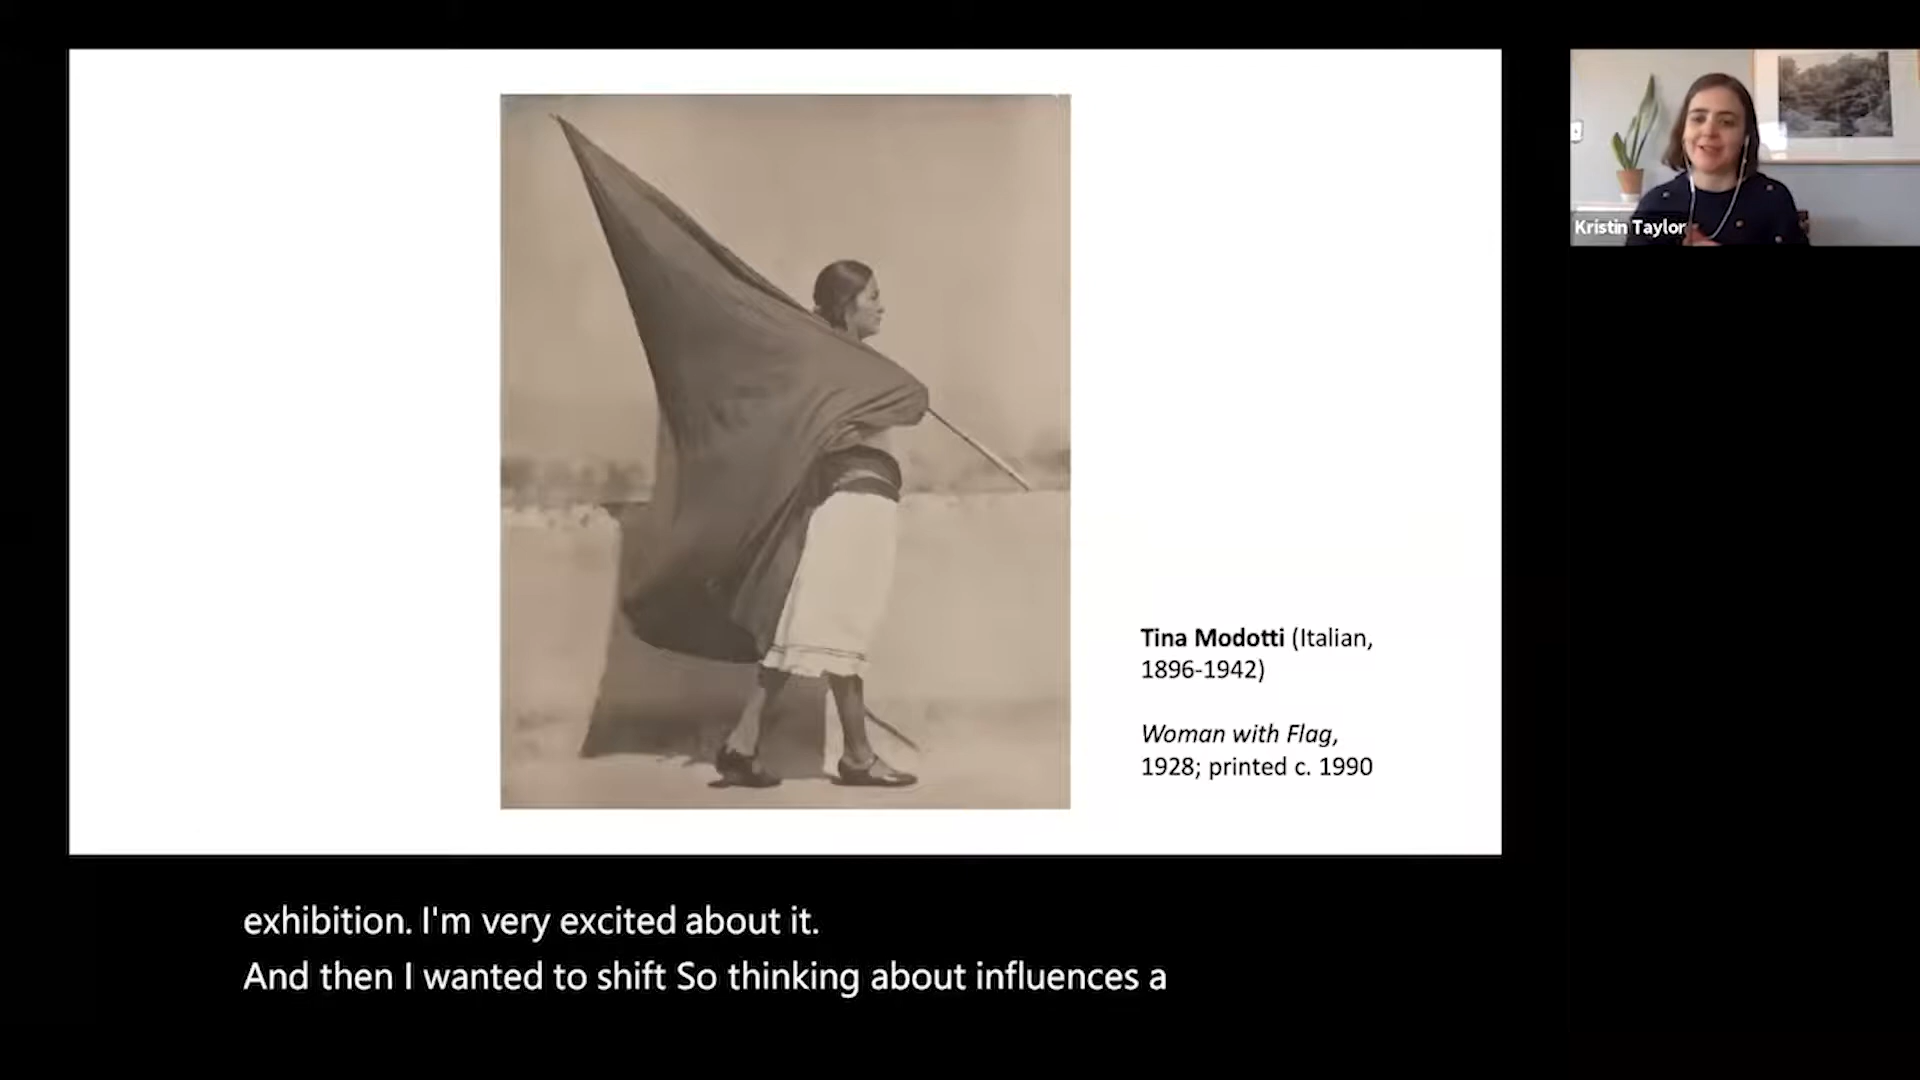 Kristin Taylor
Tina Modotti (Italian,
1896-1942)
Woman with Flag,
1928; printed c. 1990
exhibition. I'm very excited about it.
And then I wanted to shift So thinking about influences a